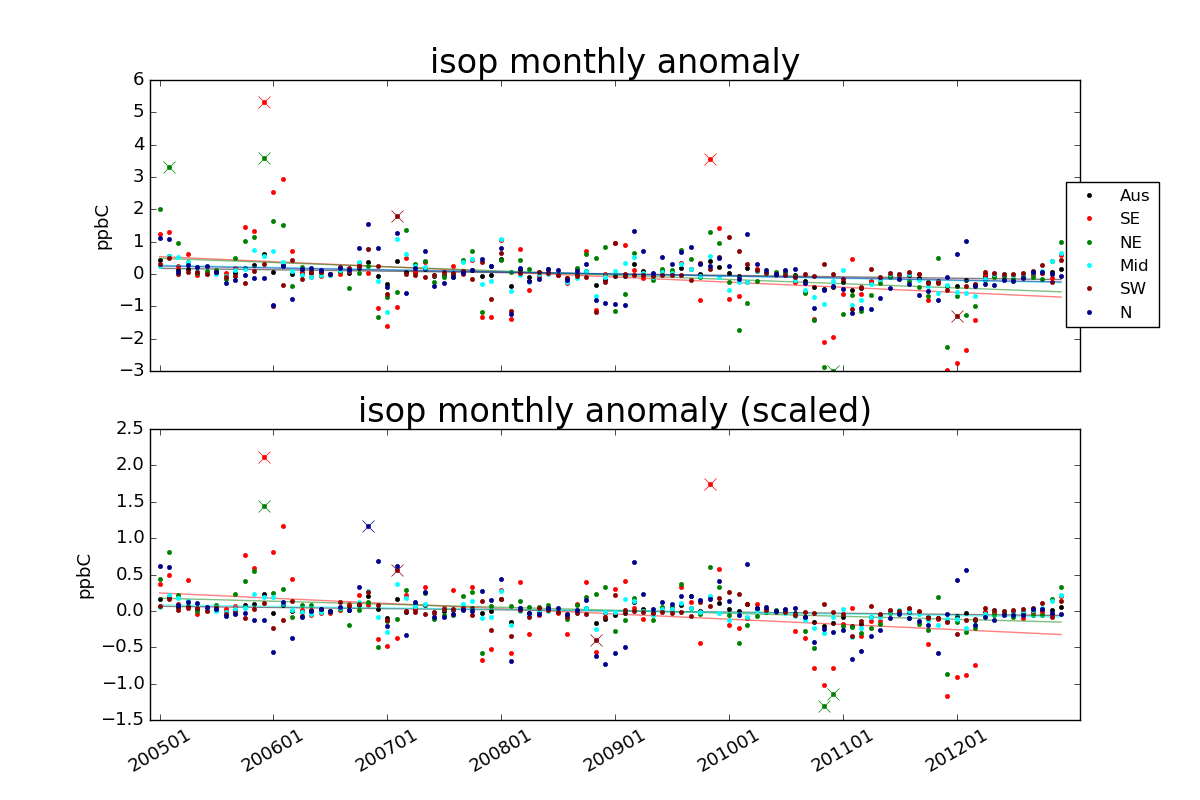 isop monthly anomaly
6
5
4
3
2
1
0
−1
−2
−3
ppbC
Aus
SE
NE
Mid
SW
N
isop monthly anomaly (scaled)
2.5
2.0
1.5
1.0
0.5
0.0
−0.5
−1.0
−1.5
ppbC
200501 200601 200701 200801 200901 201001 201101 201201